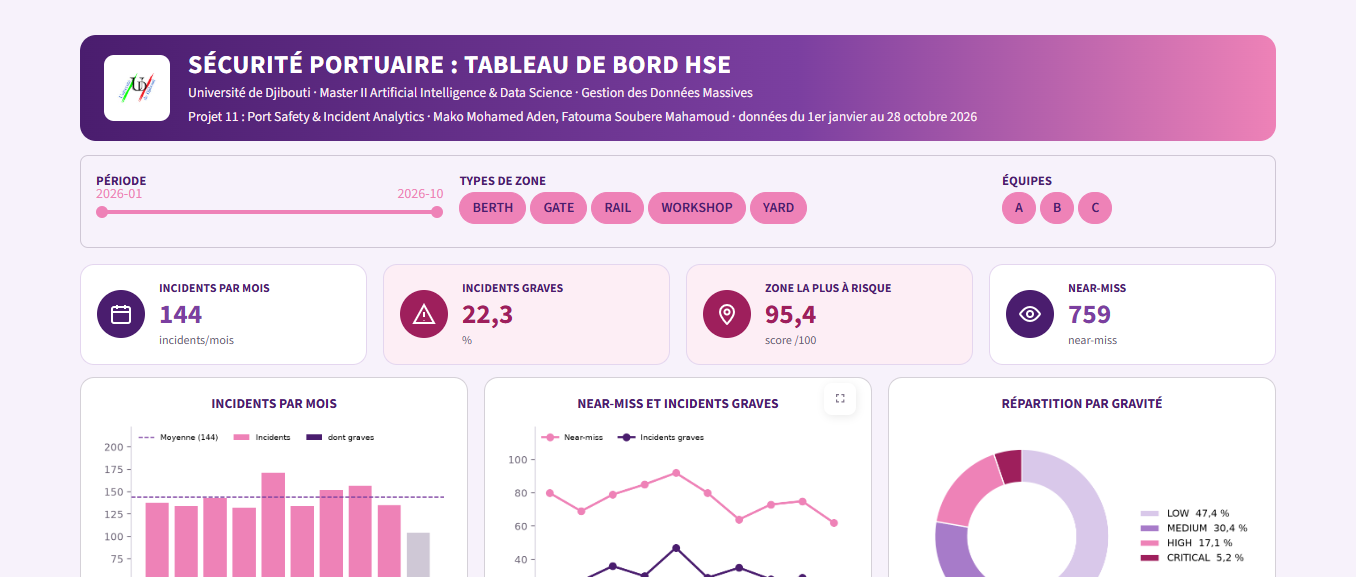 UD
SÉCURITÉ PORTUAIRE : TABLEAU DE BORD HSE
Université de Djibouti · Master II Artificial Intelligence & Data Science · Gestion des Données Massives
Projet 11 : Port Safety & Incident Analytics · Mako Mohamed Aden, Fatouma Soubere Mahamoud · données du 1er janvier au 28 octobre 2026
PÉRIODE
2026-01 2026-10
TYPES DE ZONE
BERTH GATE RAIL WORKSHOP YARD
ÉQUIPES
A B C
INCIDENTS PAR MOIS
144
incidents/mois
INCIDENTS GRAVES
22,3
%
ZONE LA PLUS À RISQUE
95,4
score /100
NEAR-MISS
759
near-miss
INCIDENTS PAR MOIS
Moyenne (144) Incidents dont graves
200
175
150
125
100
75
NEAR-MISS ET INCIDENTS GRAVES
Near-miss Incidents graves
100
80
60
40
RÉPARTITION PAR GRAVITÉ
LOW 47,4 %
MEDIUM 30,4 %
HIGH 17,1 %
CRITICAL 5,2 %